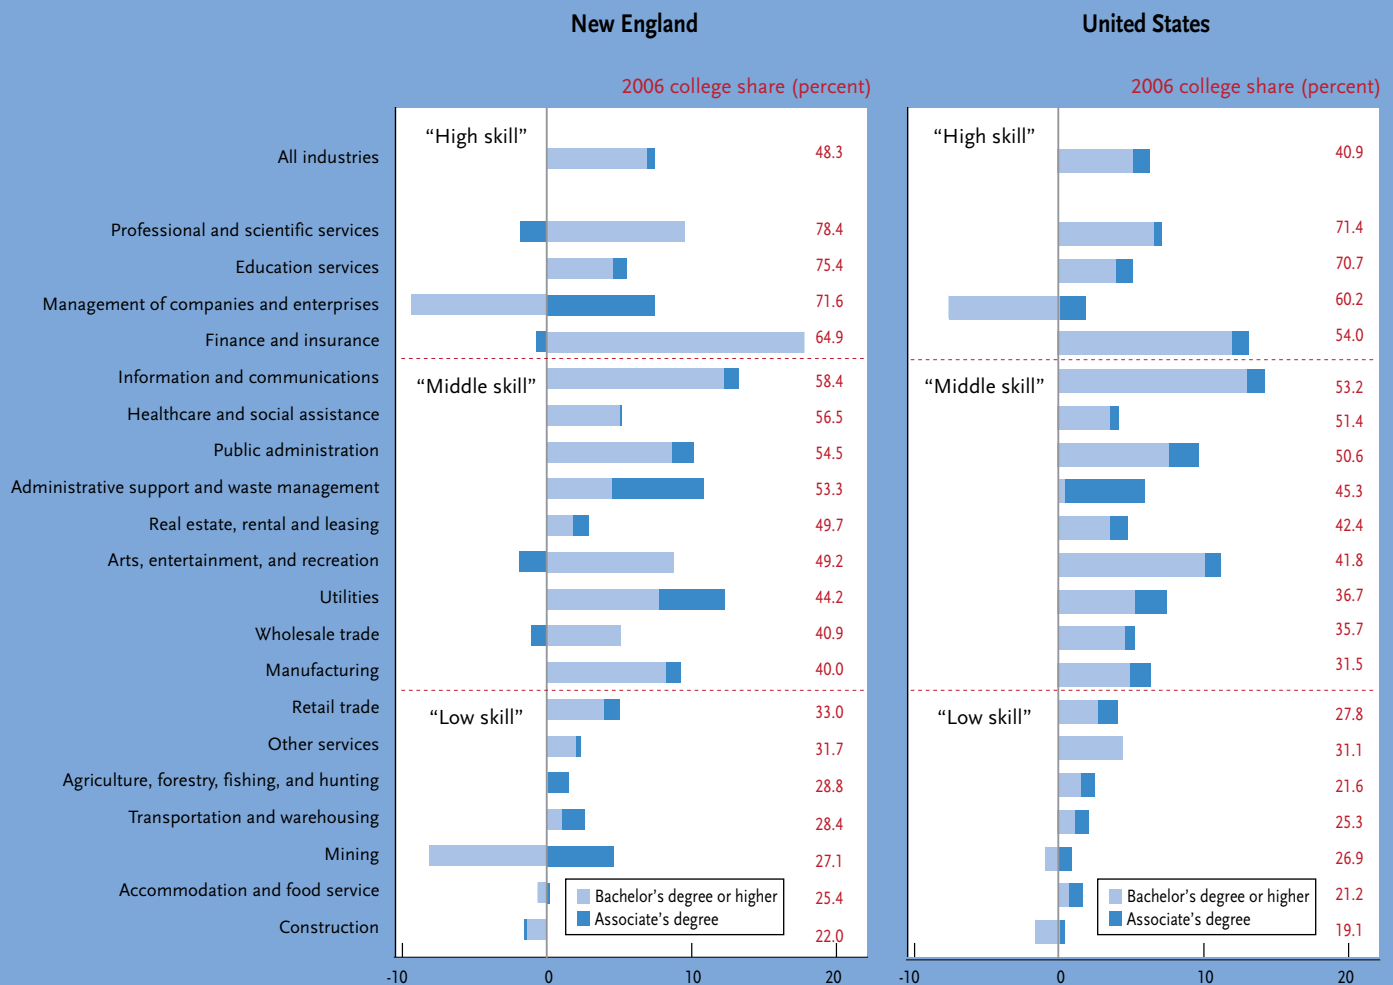 New England
United States
2006 college share (percent)
2006 college share (percent)
“High skill”
“High skill”
All industries
48.3
40.9
Professional and scientific services
78.4
71.4
Education services
75.4
70.7
Management of companies and enterprises
71.6
60.2
Finance and insurance
64.9
54.0
Information and communications
“Middle skill”
58.4
“Middle skill”
53.2
Healthcare and social assistance
56.5
51.4
Public administration
54.5
50.6
Administrative support and waste management
53.3
45.3
Real estate, rental and leasing
49.7
42.4
Arts, entertainment, and recreation
49.2
41.8
Utilities
44.2
36.7
Wholesale trade
40.9
35.7
Manufacturing
40.0
31.5
Retail trade
“Low skill”
33.0
“Low skill”
27.8
Other services
31.7
31.1
Agriculture, forestry, fishing, and hunting
28.8
21.6
Transportation and warehousing
28.4
25.3
Mining
27.1
26.9
Accommodation and food service
25.4
21.2
Construction
22.0
19.1
Bachelor’s degree or higher
Associate’s degree
Bachelor’s degree or higher
Associate’s degree
-10 0 10 20
-10 0 10 20